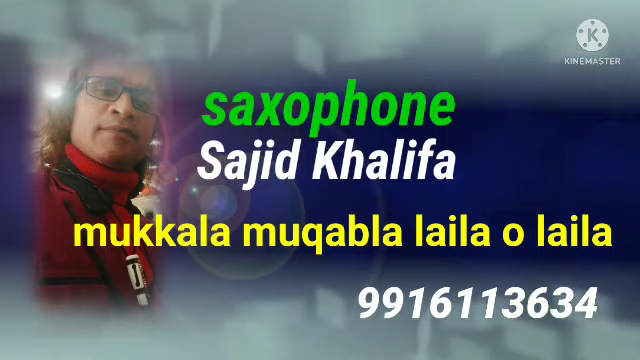 KINEMASTER
saxophone
Sajid Khalifa
mukkala muqabla laila o laila
9916113634